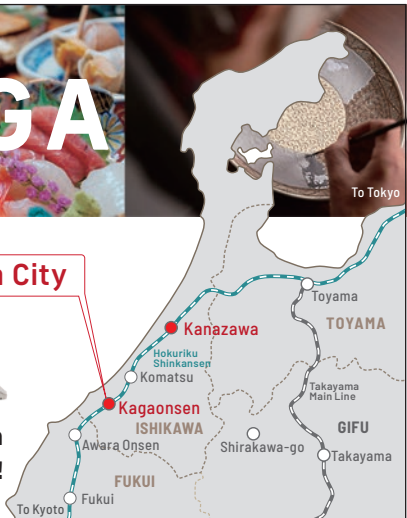 GA
To Tokyo
City
Toyama
TOYAMA
Kanazawa
Hokuriku
Shinkansen
Komatsu
Takayama
Main Line
Kagaonsen
ISHIKAWA
GIFU
Awara Onsen
Shirakawa-go
Takayama
FUKUI
Fukui
To Kyoto